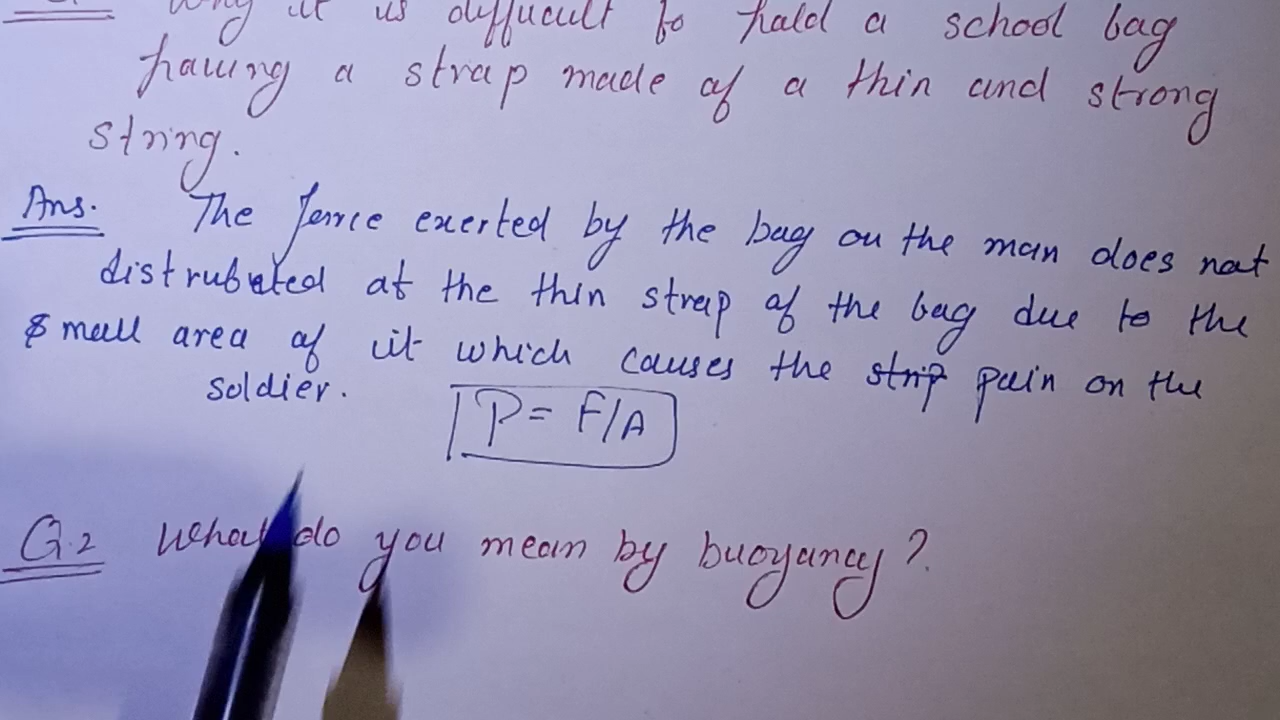 Why it is difficult to hold a school bag
having a strap made of a thin and strong
string.
Ans. The force exerted by the bag on the man does not
distrubuted at the thin strap of the bag due to the
small area of it which causes the strip pain on the
soldier.
P = F/A
Q.2 What do you mean by buoyancy?